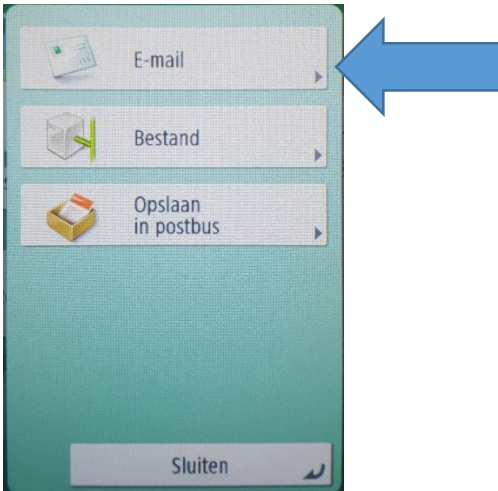 E-mail
Bestand
Opslaan
in postbus
Sluiten